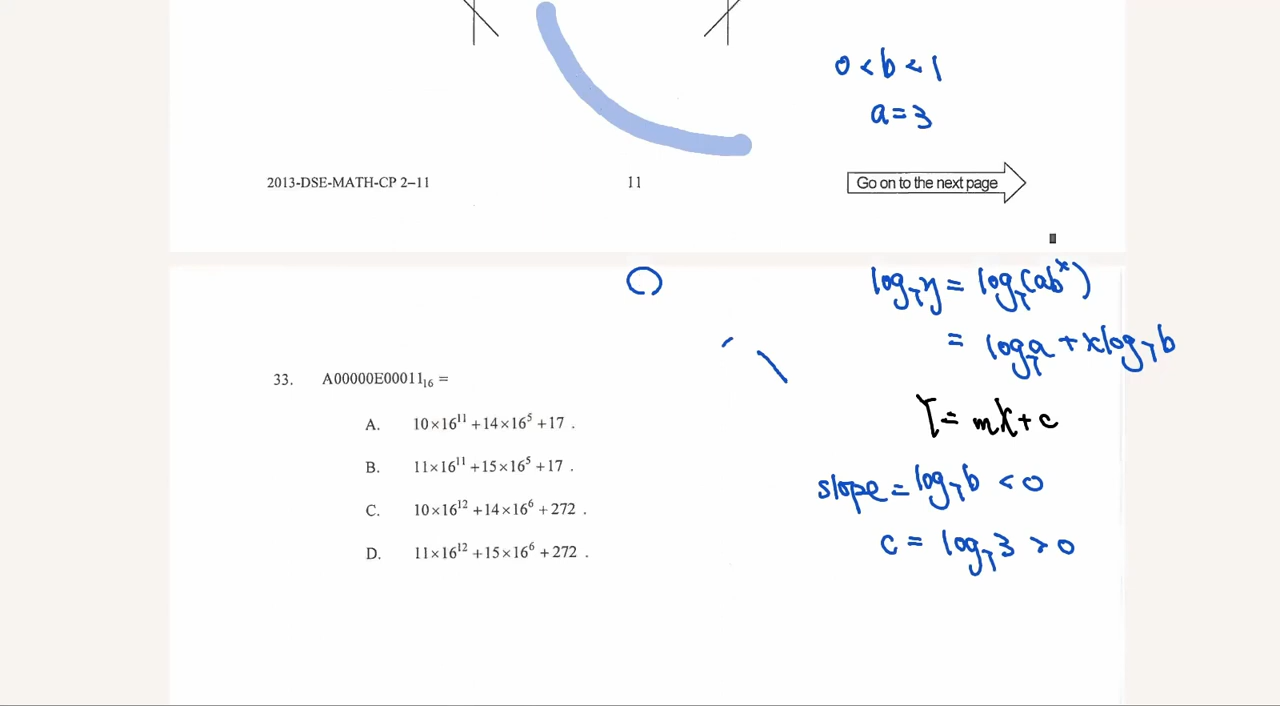 0 < b < 1
a = 3
2013-DSE-MATH-CP 2–11
11
Go on to the next page
log₇y = log₇(abˣ)
= log₇a + xlog₇b
33. A00000E00011₁₆ =
Y = mX + c
A. 10×16¹¹ +14×16⁵ +17 .
B. 11×16¹¹ +15×16⁵ +17 .
slope = log₇b < 0
C. 10×16¹² +14×16⁶ +272 .
c = log₇3 > 0
D. 11×16¹² +15×16⁶ +272 .